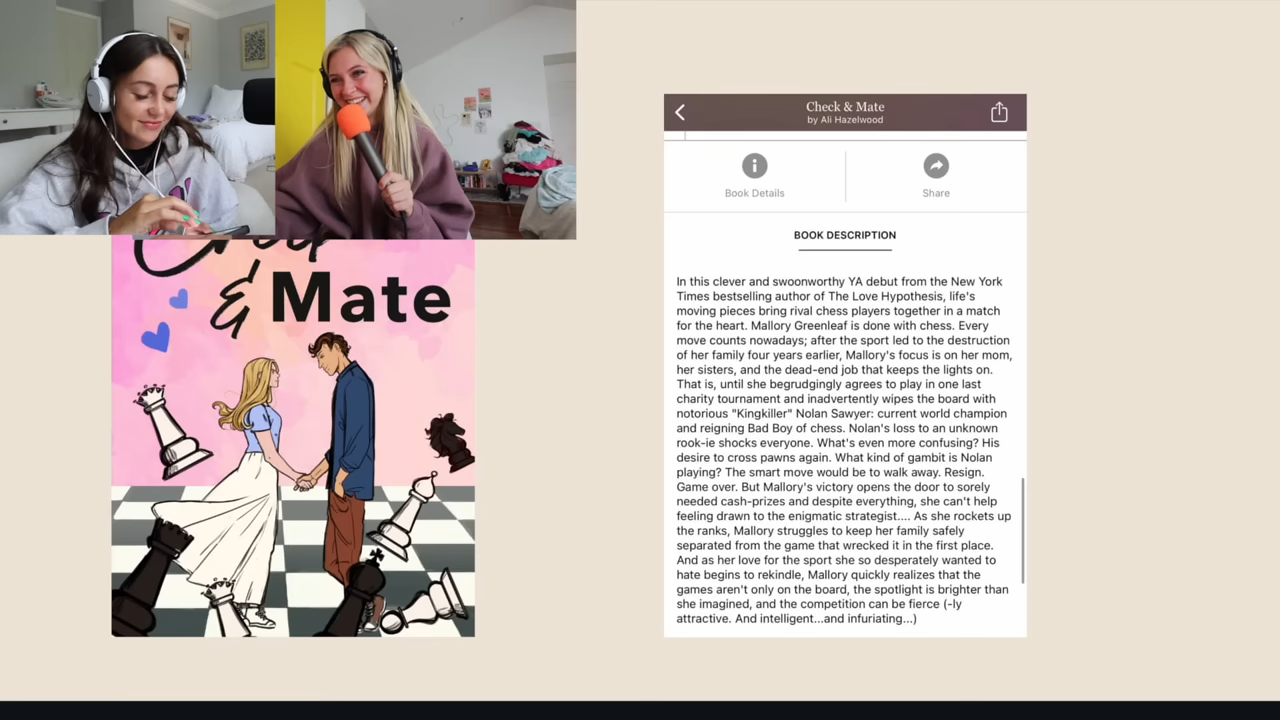 & Mate
Check & Mate
by Ali Hazelwood
Book Details
Share
BOOK DESCRIPTION
In this clever and swoonworthy YA debut from the New York
Times bestselling author of The Love Hypothesis, life's
moving pieces bring rival chess players together in a match
for the heart. Mallory Greenleaf is done with chess. Every
move counts nowadays; after the sport led to the destruction
of her family four years earlier, Mallory's focus is on her mom,
her sisters, and the dead-end job that keeps the lights on.
That is, until she begrudgingly agrees to play in one last
charity tournament and inadvertently wipes the board with
notorious "Kingkiller" Nolan Sawyer: current world champion
and reigning Bad Boy of chess. Nolan's loss to an unknown
rook-ie shocks everyone. What's even more confusing? His
desire to cross pawns again. What kind of gambit is Nolan
playing? The smart move would be to walk away. Resign.
Game over. But Mallory's victory opens the door to sorely
needed cash-prizes and despite everything, she can't help
feeling drawn to the enigmatic strategist.... As she rockets up
the ranks, Mallory struggles to keep her family safely
separated from the game that wrecked it in the first place.
And as her love for the sport she so desperately wanted to
hate begins to rekindle, Mallory quickly realizes that the
games aren't only on the board, the spotlight is brighter than
she imagined, and the competition can be fierce (-ly
attractive. And intelligent...and infuriating...)